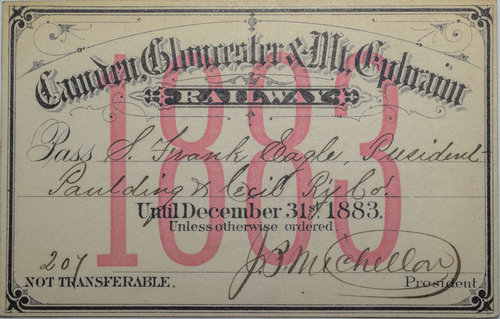 Camden, Gloucester & Mt. Ephraim
RAILWAY.
1883
Pass S. Frank Eagle, President
Paulding & Cecil Ry Co.
Until December 31st 1883.
Unless otherwise ordered
207
NOT TRANSFERABLE.
President.